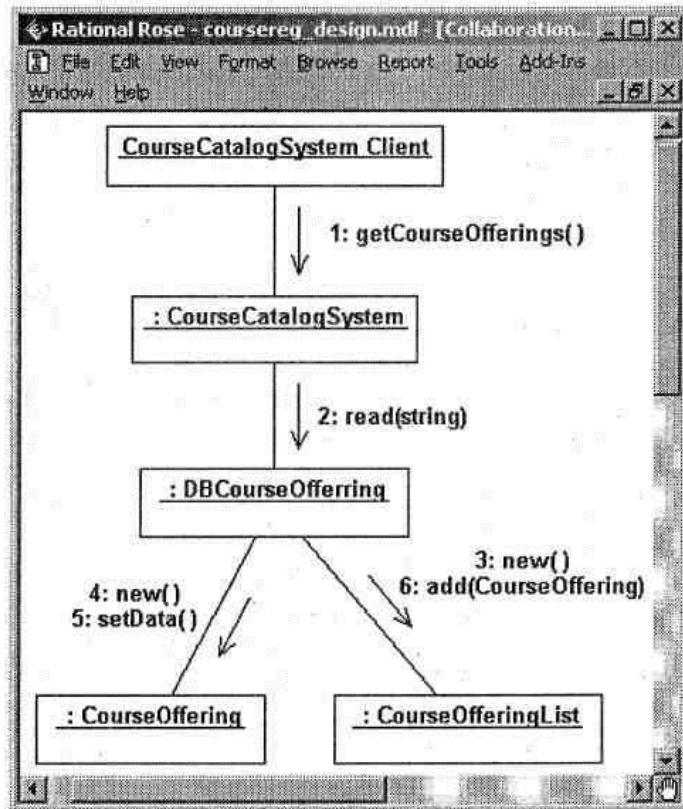 Rational Rose - coursereg_design.mdl - [Collaboration...
File Edit View Format Browse Report Tools Add-Ins
Window Help
CourseCatalogSystem Client
1: getCourseOfferings()
: CourseCatalogSystem
2: read(string)
: DBCourseOfferring
3: new()
6: add(CourseOffering)
4: new()
5: setData()
: CourseOffering
: CourseOfferingList